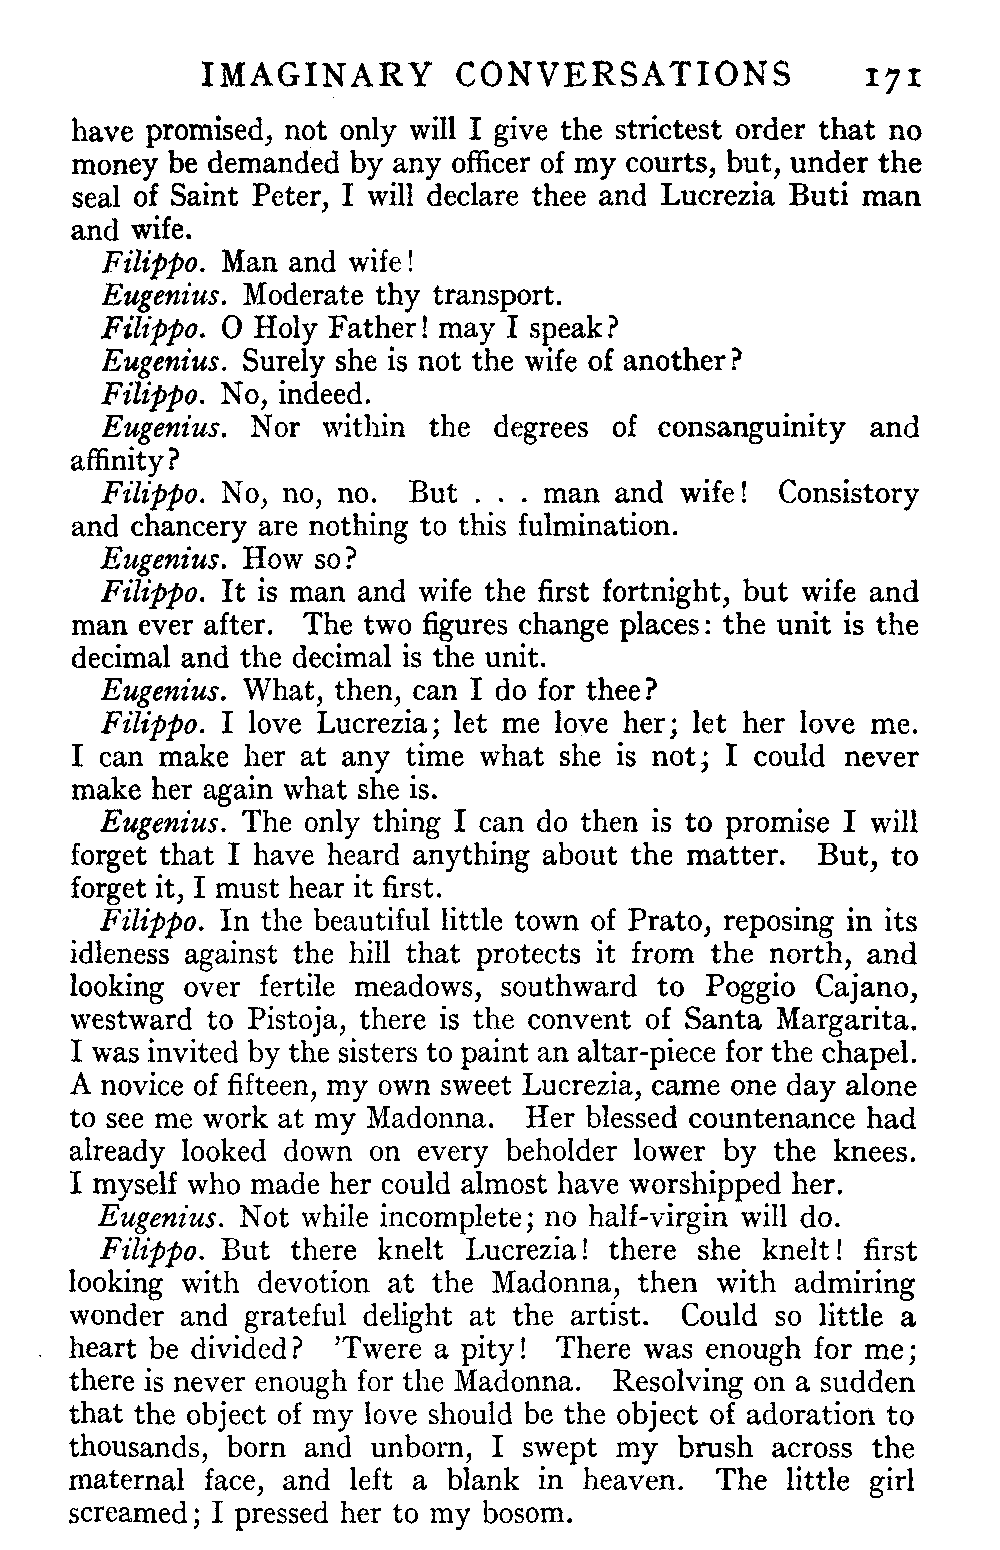 IMAGINARY CONVERSATIONS 171
have promised, not only will I give the strictest order that no
money be demanded by any officer of my courts, but, under the
seal of Saint Peter, I will declare thee and Lucrezia Buti man
and wife.
Filippo. Man and wife!
Eugenius. Moderate thy transport.
Filippo. O Holy Father! may I speak?
Eugenius. Surely she is not the wife of another?
Filippo. No, indeed.
Eugenius. Nor within the degrees of consanguinity and
affinity?
Filippo. No, no, no. But . . . man and wife! Consistory
and chancery are nothing to this fulmination.
Eugenius. How so?
Filippo. It is man and wife the first fortnight, but wife and
man ever after. The two figures change places: the unit is the
decimal and the decimal is the unit.
Eugenius. What, then, can I do for thee?
Filippo. I love Lucrezia; let me love her; let her love me.
I can make her at any time what she is not; I could never
make her again what she is.
Eugenius. The only thing I can do then is to promise I will
forget that I have heard anything about the matter. But, to
forget it, I must hear it first.
Filippo. In the beautiful little town of Prato, reposing in its
idleness against the hill that protects it from the north, and
looking over fertile meadows, southward to Poggio Cajano,
westward to Pistoja, there is the convent of Santa Margarita.
I was invited by the sisters to paint an altar-piece for the chapel.
A novice of fifteen, my own sweet Lucrezia, came one day alone
to see me work at my Madonna. Her blessed countenance had
already looked down on every beholder lower by the knees.
I myself who made her could almost have worshipped her.
Eugenius. Not while incomplete; no half-virgin will do.
Filippo. But there knelt Lucrezia! there she knelt! first
looking with devotion at the Madonna, then with admiring
wonder and grateful delight at the artist. Could so little a
heart be divided? 'Twere a pity! There was enough for me;
there is never enough for the Madonna. Resolving on a sudden
that the object of my love should be the object of adoration to
thousands, born and unborn, I swept my brush across the
maternal face, and left a blank in heaven. The little girl
screamed; I pressed her to my bosom.